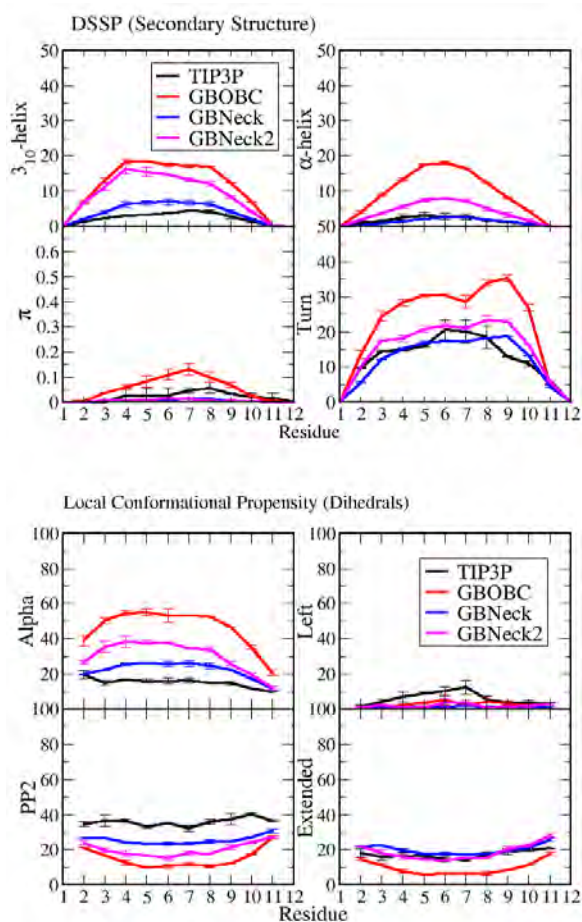 DSSP (Secondary Structure)
50 40 30 20 10 0
3₁₀-helix
TIP3P
GBOBC
GBNeck
GBNeck2
50 40 30 20 10
α-helix
0.6 0.5 0.4 0.3 0.2 0.1 0
π
1 2 3 4 5 6 7 8 9 10 11 12
50 40 30 20 10 0
Turn
1 2 3 4 5 6 7 8 9 10 11 12
Residue
Local Conformational Propensity (Dihedrals)
100 80 60 40 20
Alpha
100 80 60 40 20
Left
TIP3P
GBOBC
GBNeck
GBNeck2
100 80 60 40 20 0
PP2
1 2 3 4 5 6 7 8 9 10 11 12
100 80 60 40 20 0
Extended
1 2 3 4 5 6 7 8 9 10 11 12
Residue